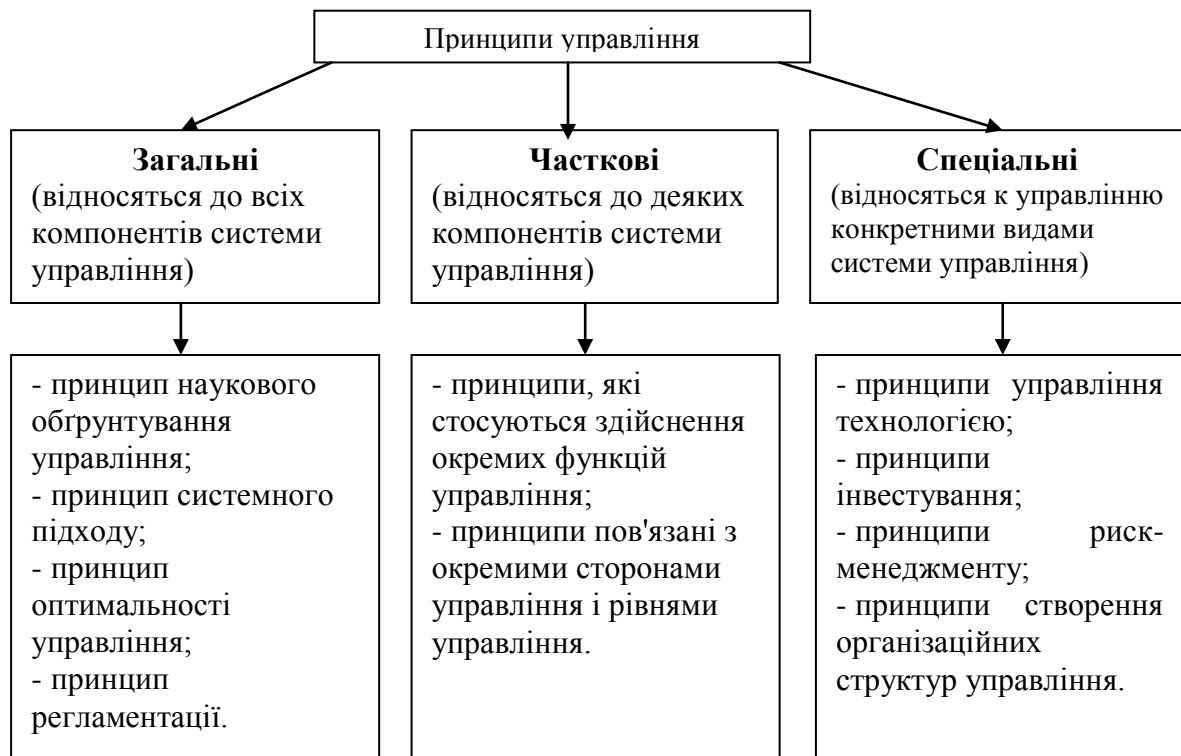 Принципи управління
Загальні
(відносяться до всіх
компонентів системи
управління)
Часткові
(відносяться до деяких
компонентів системи
управління)
Спеціальні
(відносяться к управлінню
конкретними видами
системи управління)
- принцип наукового
обґрунтування
управління;
- принцип системного
підходу;
- принцип
оптимальності
управління;
- принцип
регламентації.
- принципи, які
стосуються здійснення
окремих функцій
управління;
- принципи пов'язані з
окремими сторонами
управління і рівнями
управління.
- принципи управління
технологією;
- принципи
інвестування;
- принципи риск-
менеджменту;
- принципи створення
організаційних
структур управління.